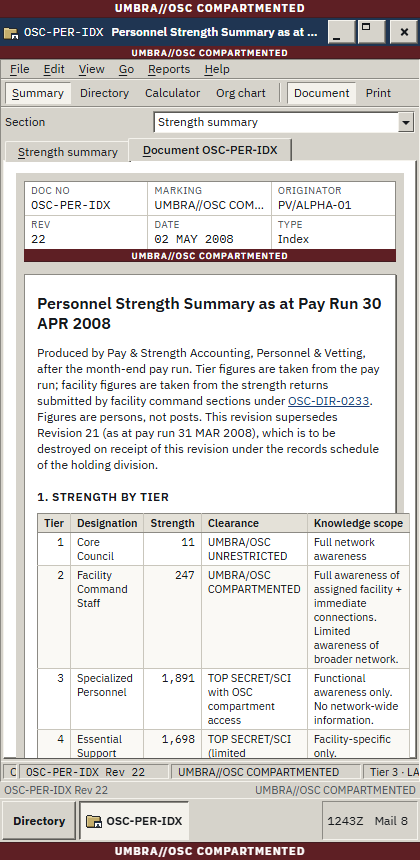 UMBRA//OSC COMPARTMENTED
OSC-PER-IDX Personnel Strength Summary as at ...
UMBRA//OSC COMPARTMENTED
File Edit View Go Reports Help
Summary Directory Calculator Org chart Document Print
Section Strength summary
Strength summary Document OSC-PER-IDX
DOC NO MARKING ORIGINATOR
OSC-PER-IDX UMBRA//OSC COM... PV/ALPHA-01
REV DATE TYPE
22 02 MAY 2008 Index
UMBRA//OSC COMPARTMENTED
Personnel Strength Summary as at Pay Run 30
APR 2008
Produced by Pay & Strength Accounting, Personnel & Vetting,
after the month-end pay run. Tier figures are taken from the pay
run; facility figures are taken from the strength returns
submitted by facility command sections under OSC-DIR-0233.
Figures are persons, not posts. This revision supersedes
Revision 21 (as at pay run 31 MAR 2008), which is to be
destroyed on receipt of this revision under the records schedule
of the holding division.
1. STRENGTH BY TIER
Tier Designation Strength Clearance Knowledge scope
1 Core 11 UMBRA/OSC Full network
Council UNRESTRICTED awareness
2 Facility 247 UMBRA/OSC Full awareness of
Command COMPARTMENTED assigned facility +
Staff immediate
connections.
Limited
awareness of
broader network.
3 Specialized 1,891 TOP SECRET/SCI Functional
Personnel with OSC awareness only.
compartment No network-wide
access information.
4 Essential 1,698 TOP SECRET/SCI Facility-specific
Support (limited only.
OSC-PER-IDX Rev 22 UMBRA//OSC COMPARTMENTED Tier 3 · LA
OSC-PER-IDX Rev 22 UMBRA//OSC COMPARTMENTED
Directory OSC-PER-IDX 1243Z Mail 8
UMBRA//OSC COMPARTMENTED